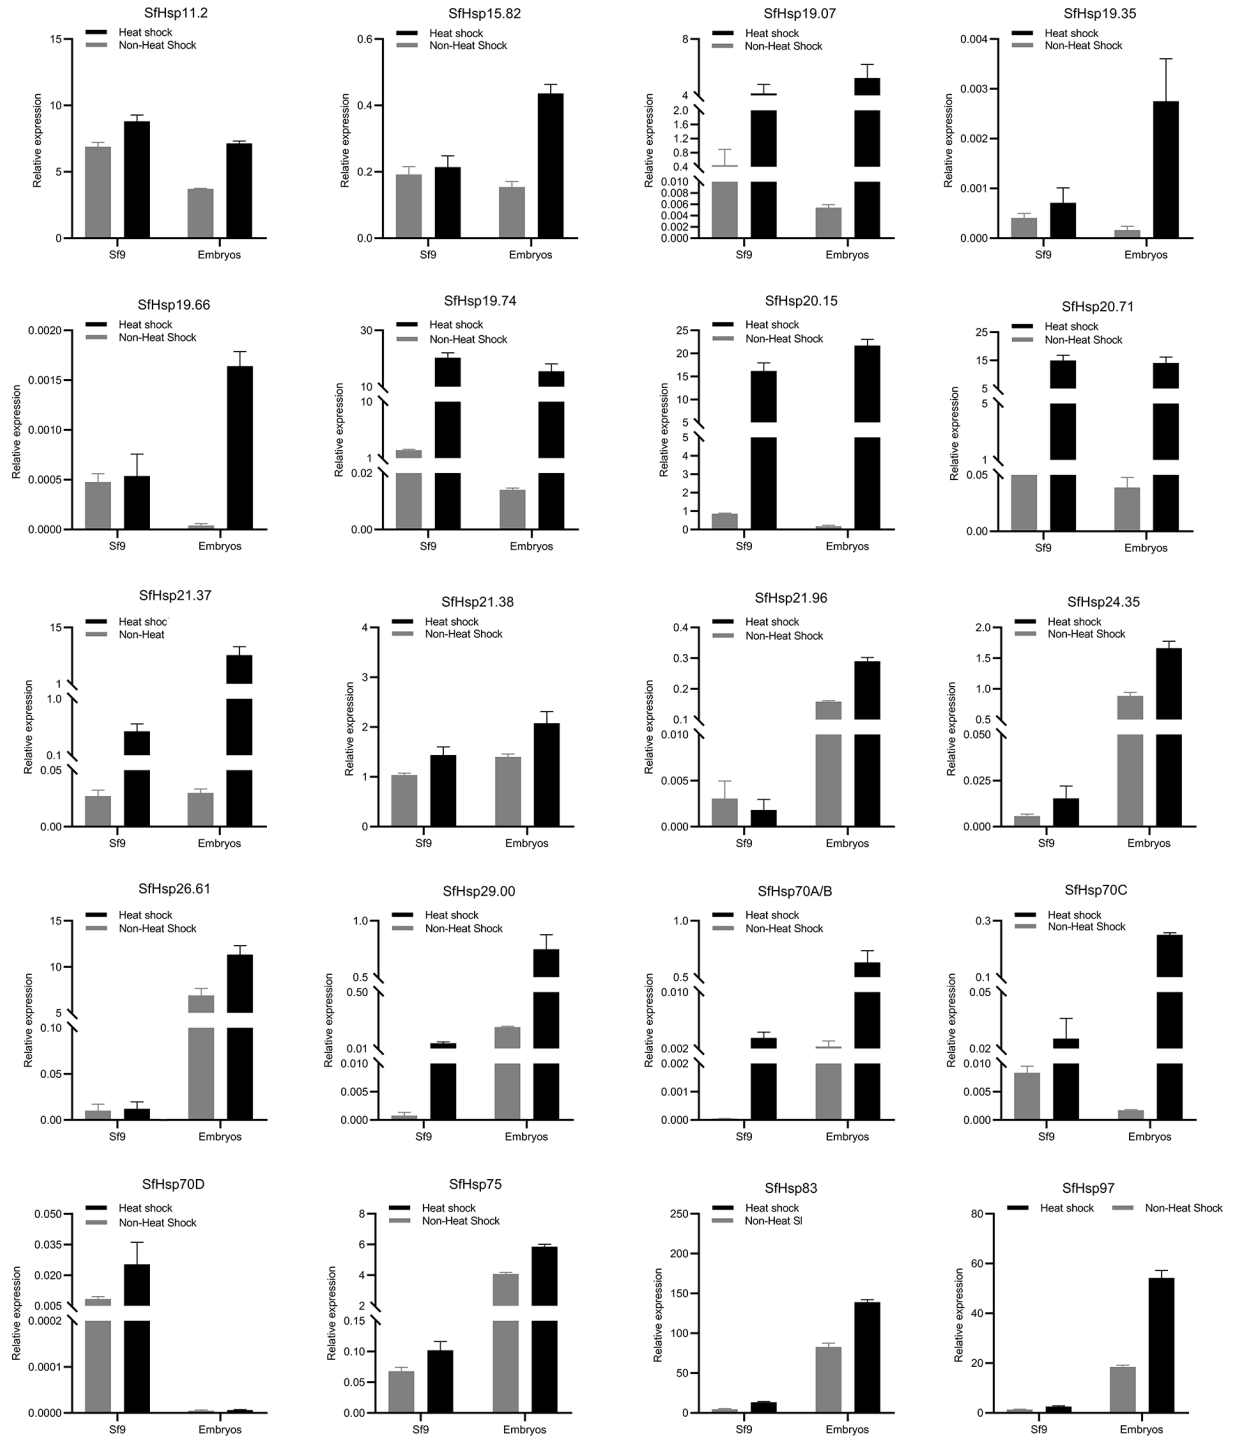 SfHsp11.2
Heat shock
Non-Heat Shock
Relative expression
15
10
5
0
Sf9 Embryos
SfHsp15.82
Heat shock
Non-Heat Shock
Relative expression
0.6
0.4
0.2
0.0
Sf9 Embryos
SfHsp19.07
Heat shock
Non-Heat Shock
Relative expression
8
4
2.0
1.6
1.2
0.8
0.4
0.010
0.008
0.006
0.004
0.002
0.000
Sf9 Embryos
SfHsp19.35
Heat shock
Non-Heat Shock
Relative expression
0.004
0.003
0.002
0.001
0.000
Sf9 Embryos
SfHsp19.66
Heat shock
Non-Heat Shock
Relative expression
0.0020
0.0015
0.0010
0.0005
0.0000
Sf9 Embryos
SfHsp19.74
Heat shock
Non-Heat Shock
Relative expression
30
10
10
1
0.02
0.00
Sf9 Embryos
SfHsp20.15
Heat shock
Non-Heat Shock
Relative expression
25
20
15
10
5
5
4
3
2
1
0
Sf9 Embryos
SfHsp20.71
Heat shock
Non-Heat Shock
Relative expression
25
15
5
5
1
0.05
0.00
Sf9 Embryos
SfHsp21.37
Heat shoc
Non-Heat
Relative expression
15
1
1.0
0.1
0.05
0.00
Sf9 Embryos
SfHsp21.38
Heat shock
Non-Heat Shock
Relative expression
4
3
2
1
0
Sf9 Embryos
SfHsp21.96
Heat shock
Non-Heat Shock
Relative expression
0.4
0.3
0.2
0.1
0.010
0.005
0.000
Sf9 Embryos
SfHsp24.35
Heat shock
Non-Heat Shock
Relative expression
2.0
1.5
1.0
0.5
0.050
0.025
0.000
Sf9 Embryos
SfHsp26.61
Heat shock
Non-Heat Shock
Relative expression
15
10
5
0.10
0.05
0.00
Sf9 Embryos
SfHsp29.00
Heat shock
Non-Heat Shock
Relative expression
1.0
0.5
0.50
0.01
0.010
0.005
0.000
Sf9 Embryos
SfHsp70A/B
Heat shock
Non-Heat Shock
Relative expression
1.0
0.5
0.010
0.002
0.002
0.001
0.000
Sf9 Embryos
SfHsp70C
Heat shock
Non-Heat Shock
Relative expression
0.3
0.1
0.05
0.02
0.010
0.005
0.000
Sf9 Embryos
SfHsp70D
Heat shock
Non-Heat Shock
Relative expression
0.050
0.035
0.020
0.005
0.0002
0.0001
0.0000
Sf9 Embryos
SfHsp75
Heat shock
Non-Heat Shock
Relative expression
8
6
4
2
0.15
0.10
0.05
0.00
Sf9 Embryos
SfHsp83
Heat shock
Non-Heat Sl
Relative expression
250
200
150
100
50
0
Sf9 Embryos
SfHsp97
Heat shock Non-Heat Shock
Relative expression
80
60
40
20
0
Sf9 Embryos